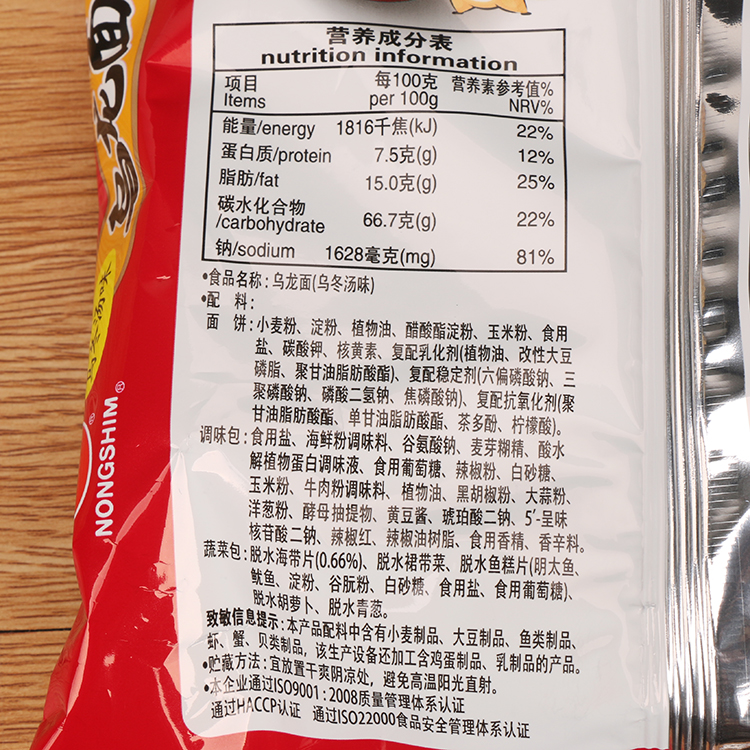 乌龙面
乌冬汤味
NONGSHIM®
营养成分表
nutrition information
项目 每100克 营养素参考值%
Items per 100g NRV%
能量/energy 1816千焦(kJ) 22%
蛋白质/protein 7.5克(g) 12%
脂肪/fat 15.0克(g) 25%
碳水化合物
/carbohydrate 66.7克(g) 22%
钠/sodium 1628毫克(mg) 81%
•食品名称:乌龙面(乌冬汤味)
•配 料:
面 饼:小麦粉、淀粉、植物油、醋酸酯淀粉、玉米粉、食用
盐、碳酸钾、核黄素、复配乳化剂(植物油、改性大豆
磷脂、聚甘油脂肪酸酯)、复配稳定剂(六偏磷酸钠、三
聚磷酸钠、磷酸二氢钠、焦磷酸钠)、复配抗氧化剂(聚
甘油脂肪酸酯、单甘油脂肪酸酯、茶多酚、柠檬酸)。
调味包:食用盐、海鲜粉调味料、谷氨酸钠、麦芽糊精、酸水
解植物蛋白调味液、食用葡萄糖、辣椒粉、白砂糖、
玉米粉、牛肉粉调味料、植物油、黑胡椒粉、大蒜粉、
洋葱粉、酵母抽提物、黄豆酱、琥珀酸二钠、5'-呈味
核苷酸二钠、辣椒红、辣椒油树脂、食用香精、香辛料。
蔬菜包:脱水海带片(0.66%)、脱水裙带菜、脱水鱼糕片(明太鱼、
鱿鱼、淀粉、谷朊粉、白砂糖、食用盐、食用葡萄糖)、
脱水胡萝卜、脱水青葱。
致敏信息提示:本产品配料中含有小麦制品、大豆制品、鱼类制品、
虾、蟹、贝类制品，该生产设备还加工含鸡蛋制品、乳制品的产品。
•贮藏方法:宜放置干爽阴凉处，避免高温阳光直射。
•本企业通过ISO9001:2008质量管理体系认证
通过HACCP认证 通过ISO22000食品安全管理体系认证